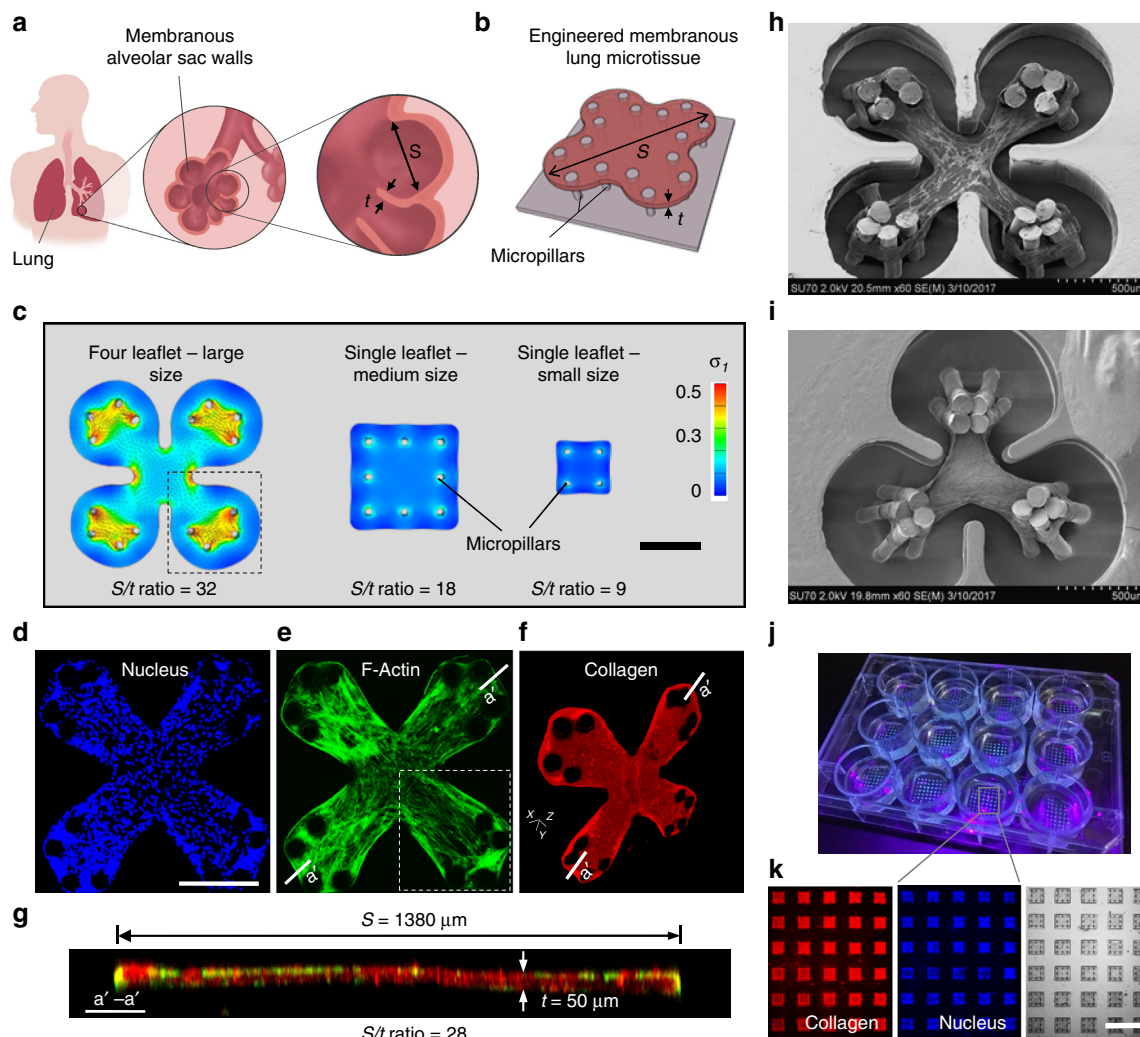 a
Membranous
alveolar sac walls
S
t
Lung
b
Engineered membranous
lung microtissue
S
t
Micropillars
c
Four leaflet – large
size
Single leaflet –
medium size
Single leaflet –
small size
σ1
0.5
0.3
0
Micropillars
S/t ratio = 32
S/t ratio = 18
S/t ratio = 9
d
Nucleus
e
F-Actin
a′
a′
f
Collagen
a′
a′
X
Z
Y
g
S = 1380 μm
a′ –a′
t = 50 μm
S/t ratio = 28
h
SU70 2.0kV 20.5mm x60 SE(M) 3/10/2017
500um
i
SU70 2.0kV 19.8mm x60 SE(M) 3/10/2017
500um
j
k
Collagen
Nucleus